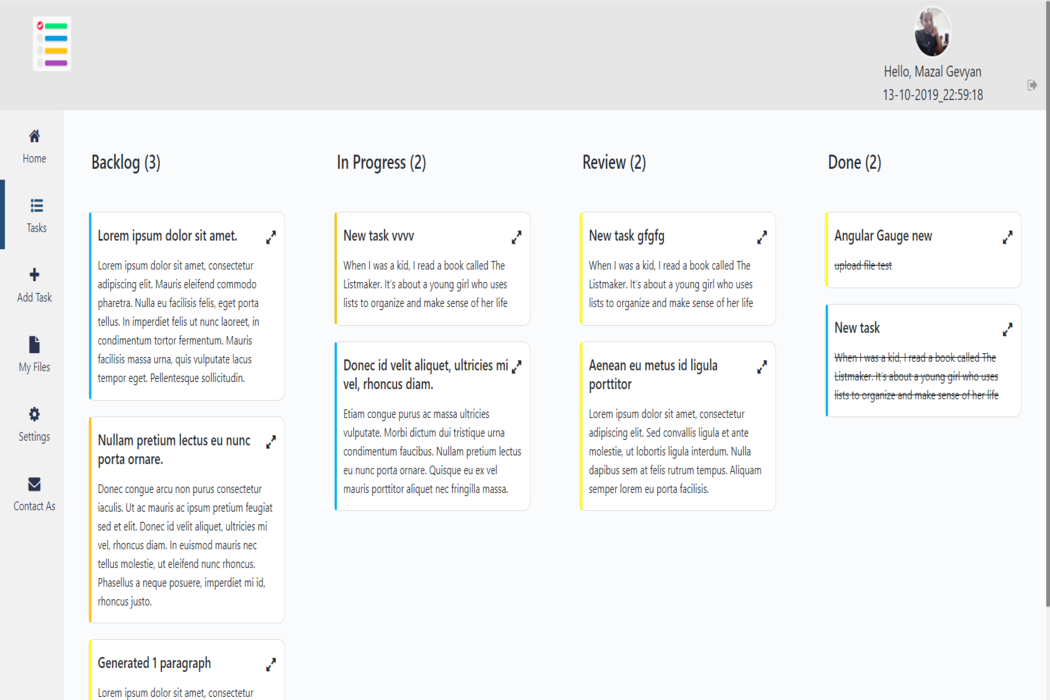 Hello, Mazal Gevyan
13-10-2019_22:59:18
Home
Tasks
Add Task
My Files
Settings
Contact As
Backlog (3)
Lorem ipsum dolor sit amet.
Lorem ipsum dolor sit amet, consectetur
adipiscing elit. Mauris eleifend commodo
pharetra. Nulla eu facilisis felis, eget porta
tellus. In imperdiet felis ut nunc laoreet, in
condimentum tortor fermentum. Mauris
facilisis massa urna, quis vulputate lacus
tempor eget. Pellentesque sollicitudin.
Nullam pretium lectus eu nunc
porta ornare.
Donec congue arcu non purus consectetur
iaculis. Ut ac mauris ac ipsum pretium feugiat
sed et elit. Donec id velit aliquet, ultricies mi
vel, rhoncus diam. In euismod mauris nec
tellus molestie, ut eleifend nunc rhoncus.
Phasellus a neque posuere, imperdiet mi id,
rhoncus justo.
Generated 1 paragraph
Lorem ipsum dolor sit amet, consectetur
In Progress (2)
New task vvvv
When I was a kid, I read a book called The
Listmaker. It's about a young girl who uses
lists to organize and make sense of her life
Donec id velit aliquet, ultricies mi
vel, rhoncus diam.
Etiam congue purus ac massa ultricies
vulputate. Morbi dictum dui tristique urna
condimentum faucibus. Nullam pretium lectus
eu nunc porta ornare. Quisque eu ex vel
mauris porttitor aliquet nec fringilla massa.
Review (2)
New task gfgfg
When I was a kid, I read a book called The
Listmaker. It's about a young girl who uses
lists to organize and make sense of her life
Aenean eu metus id ligula
porttitor
Lorem ipsum dolor sit amet, consectetur
adipiscing elit. Sed convallis ligula et ante
molestie, ut lobortis ligula interdum. Nulla
dapibus sem at felis rutrum tempus. Aliquam
semper lorem eu porta facilisis.
Done (2)
Angular Gauge new
upload file test
New task
When I was a kid, I read a book called The
Listmaker. It's about a young girl who uses
lists to organize and make sense of her life